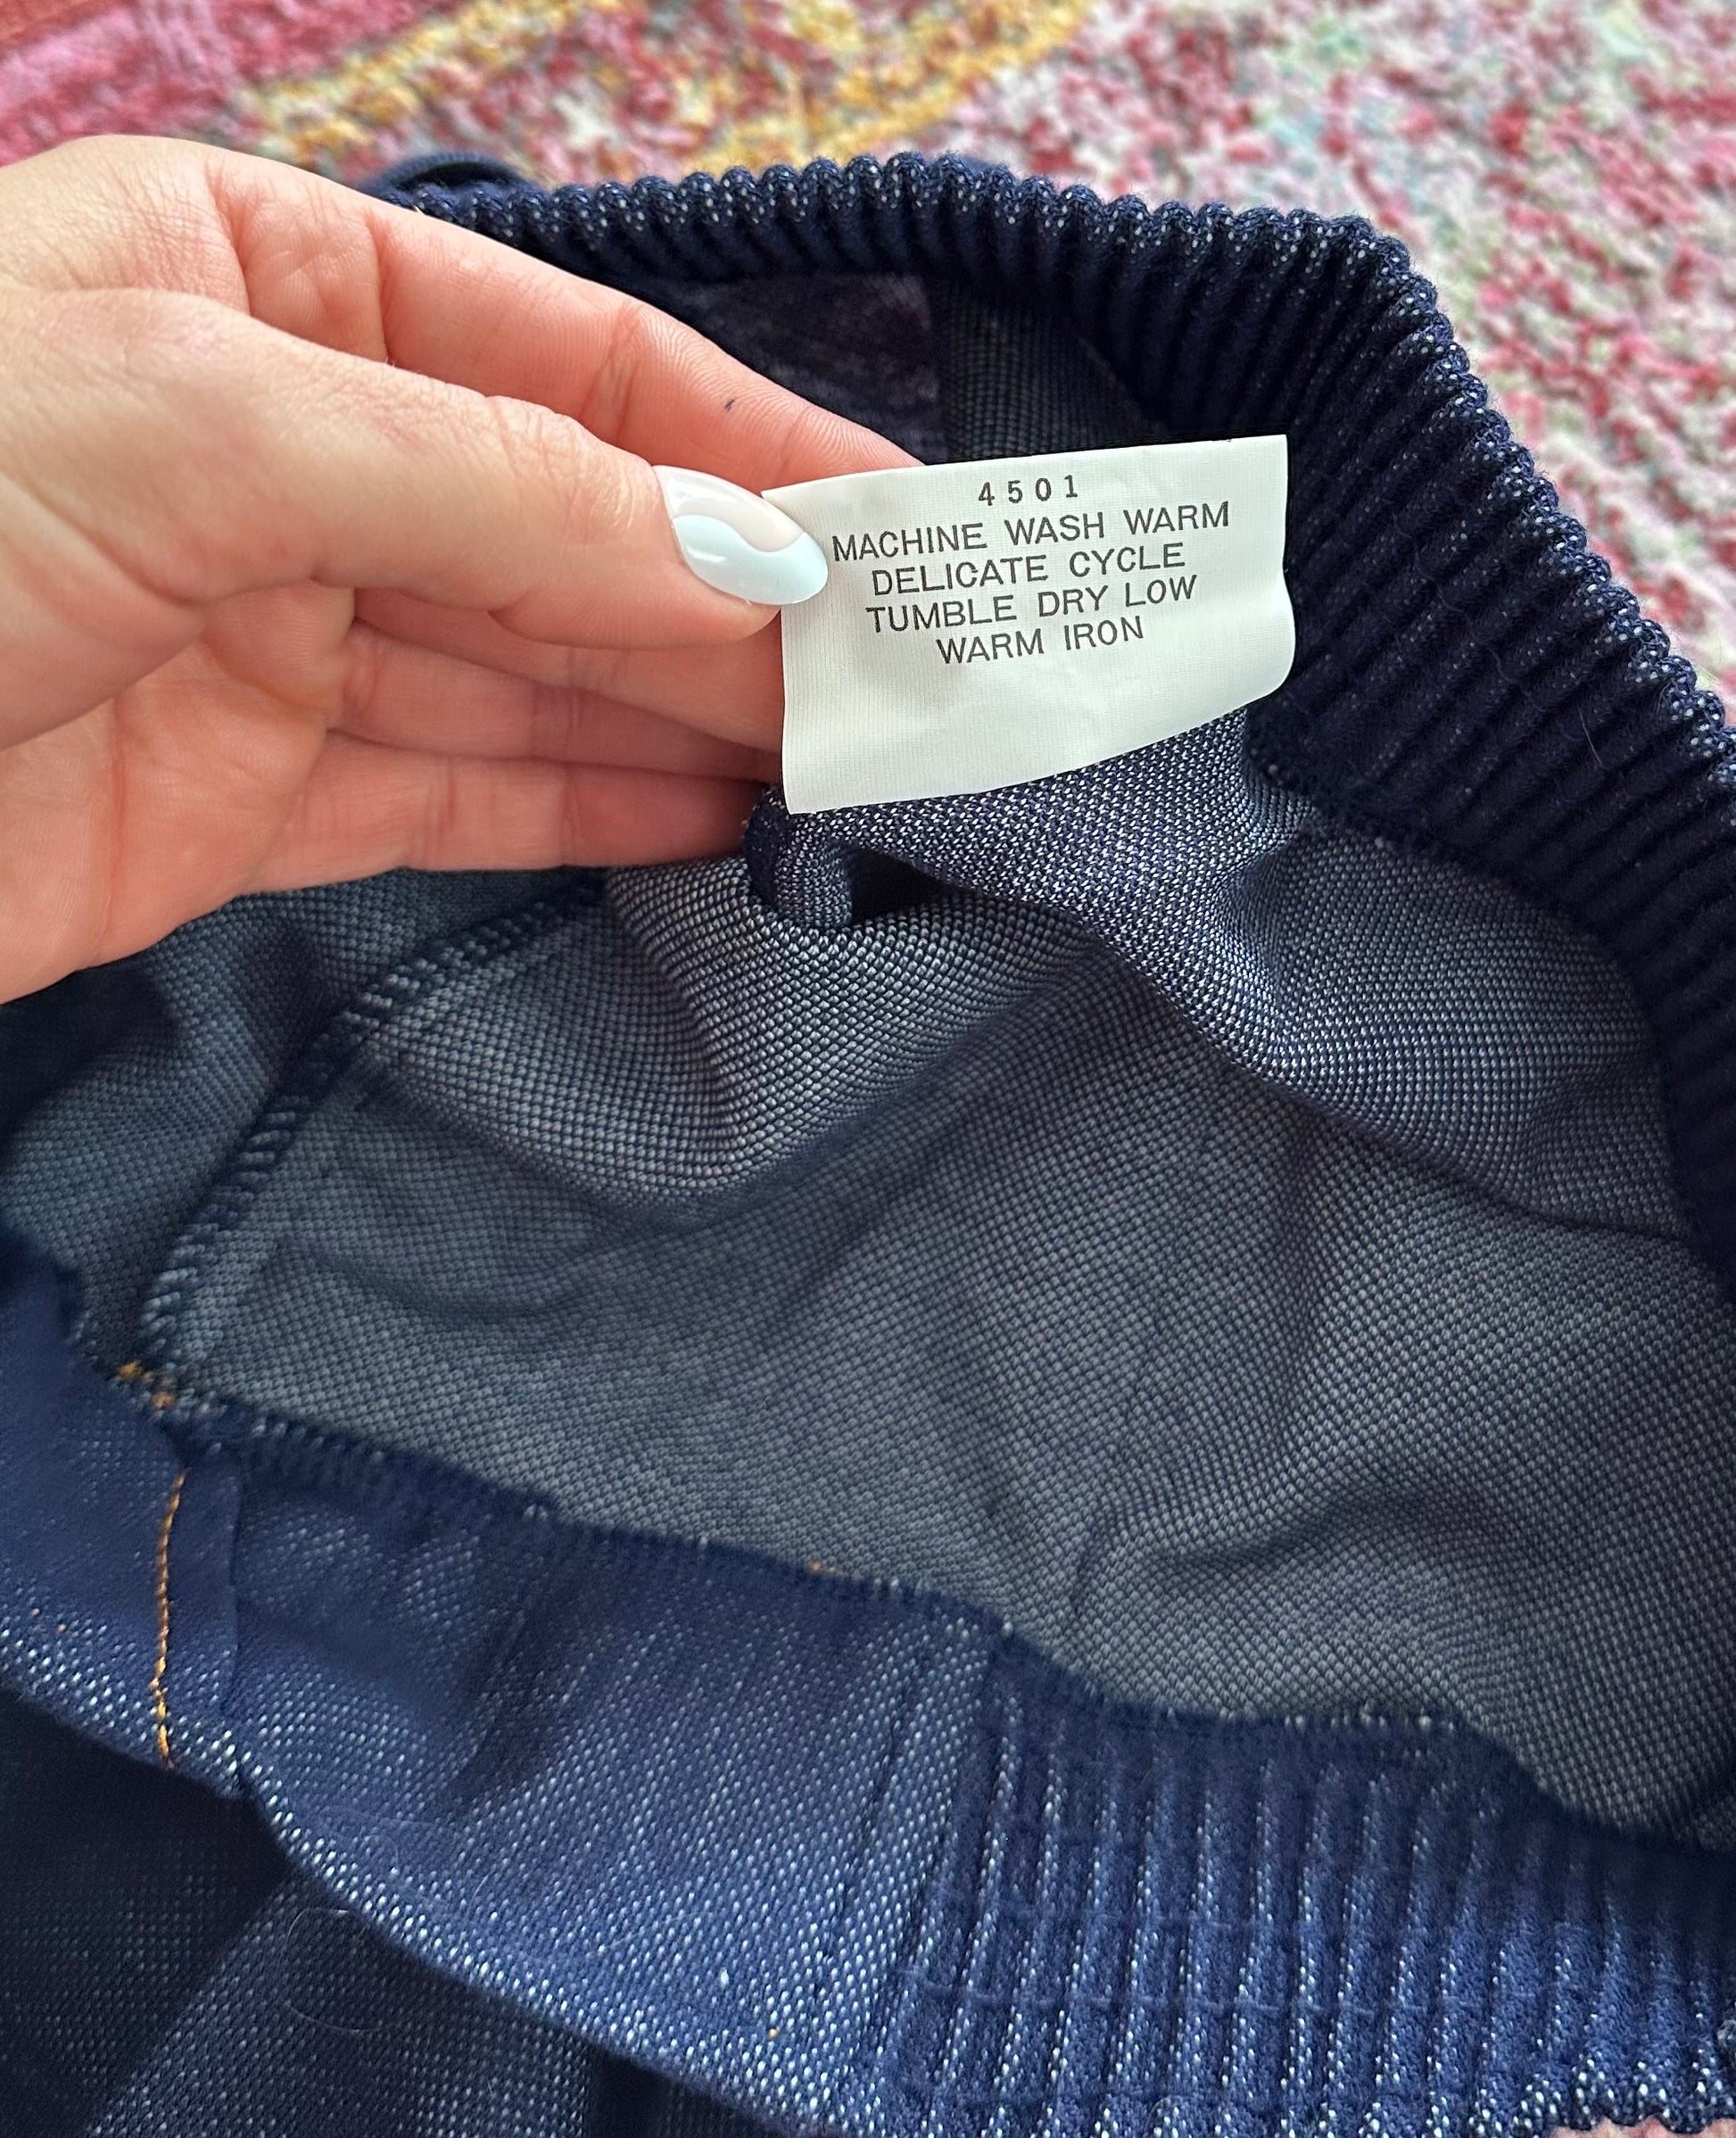 4501
MACHINE WASH WARM
DELICATE CYCLE
TUMBLE DRY LOW
WARM IRON